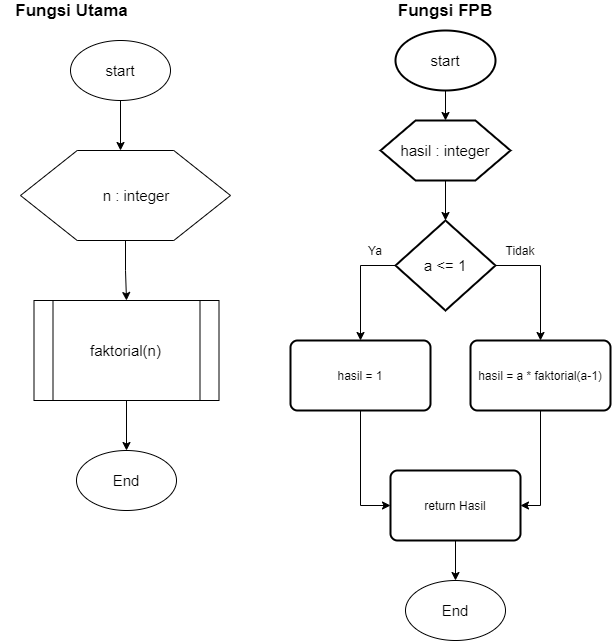 Fungsi Utama
start
n : integer
faktorial(n)
End
Fungsi FPB
start
hasil : integer
a <= 1
Ya
Tidak
hasil = 1
hasil = a * faktorial(a-1)
return Hasil
End